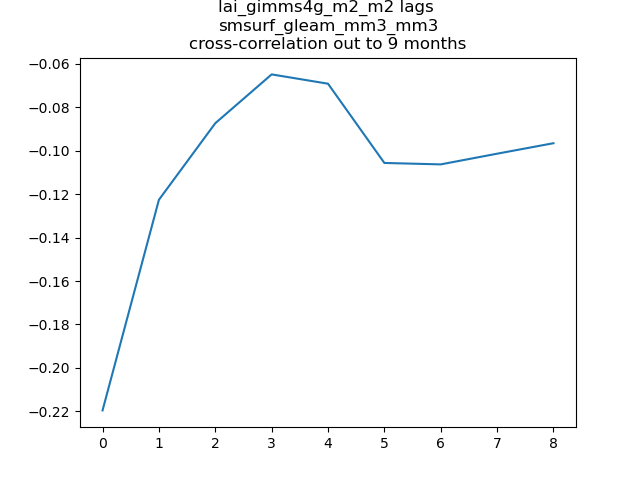 lai_gimms4g_m2_m2 lags
smsurf_gleam_mm3_mm3
cross-correlation out to 9 months
−0.06
−0.08
−0.10
−0.12
−0.14
−0.16
−0.18
−0.20
−0.22
0 1 2 3 4 5 6 7 8